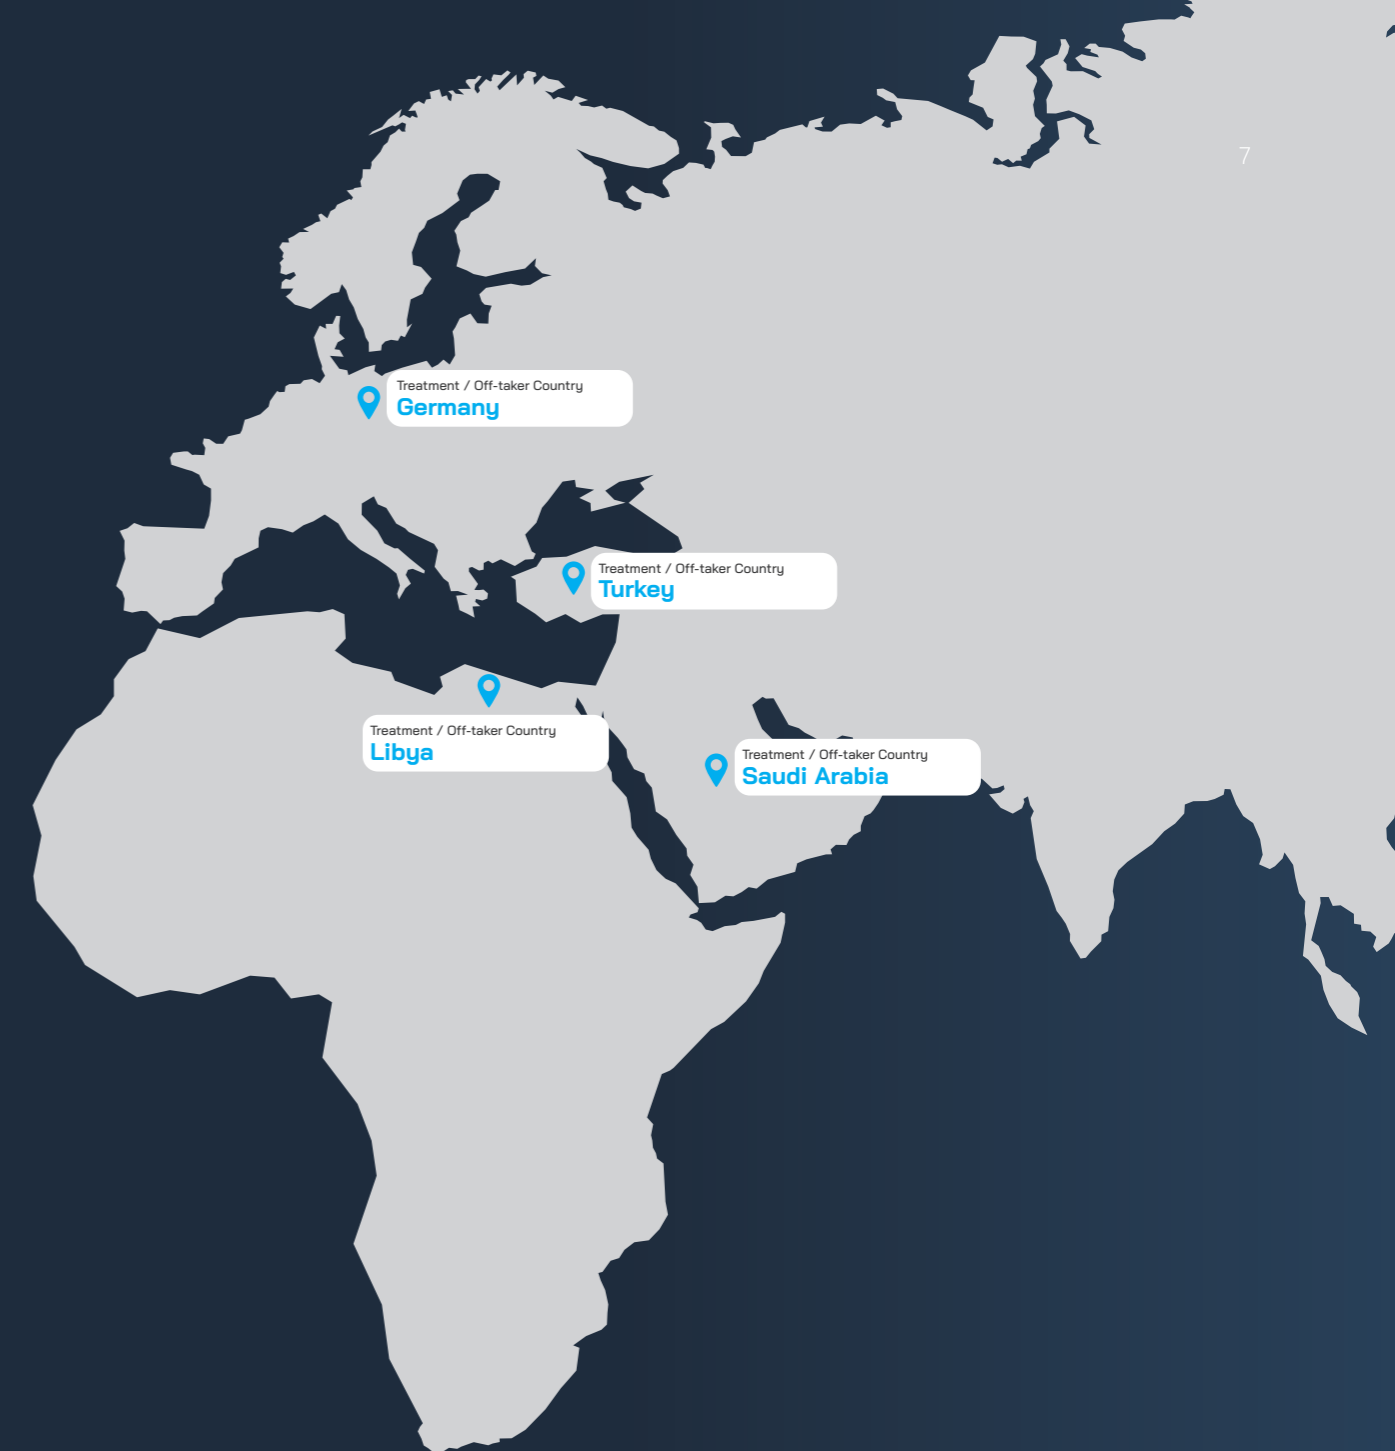 7
Treatment / Off-taker Country
Germany
Treatment / Off-taker Country
Turkey
Treatment / Off-taker Country
Libya
Treatment / Off-taker Country
Saudi Arabia